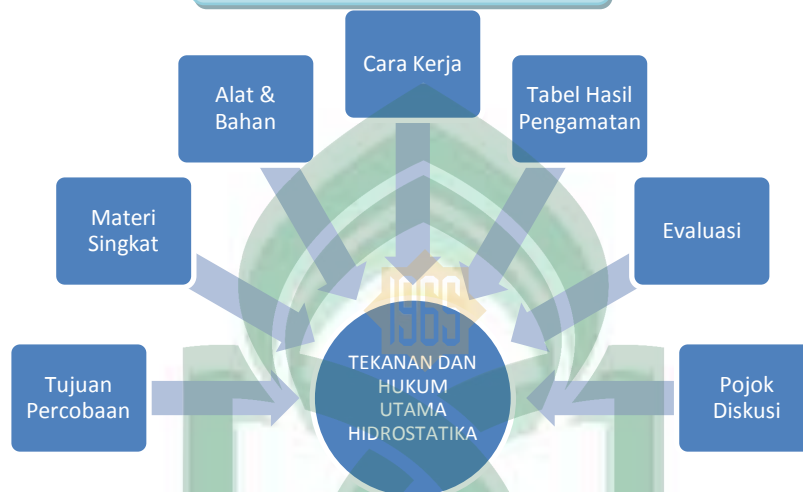 Cara Kerja
Alat &
Bahan
Tabel Hasil
Pengamatan
Materi
Singkat
Evaluasi
1969
TEKANAN DAN
HUKUM
UTAMA
HIDROSTATIKA
Tujuan
Percobaan
Pojok
Diskusi